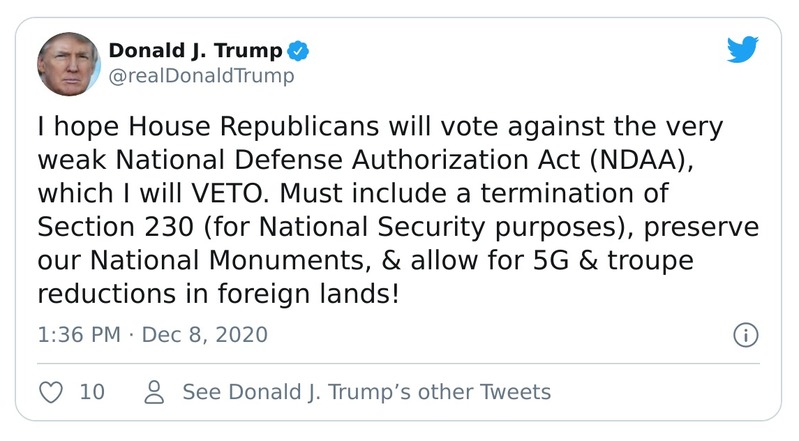 Donald J. Trump
@realDonaldTrump
I hope House Republicans will vote against the very
weak National Defense Authorization Act (NDAA),
which I will VETO. Must include a termination of
Section 230 (for National Security purposes), preserve
our National Monuments, & allow for 5G & troupe
reductions in foreign lands!
1:36 PM · Dec 8, 2020
10 See Donald J. Trump’s other Tweets